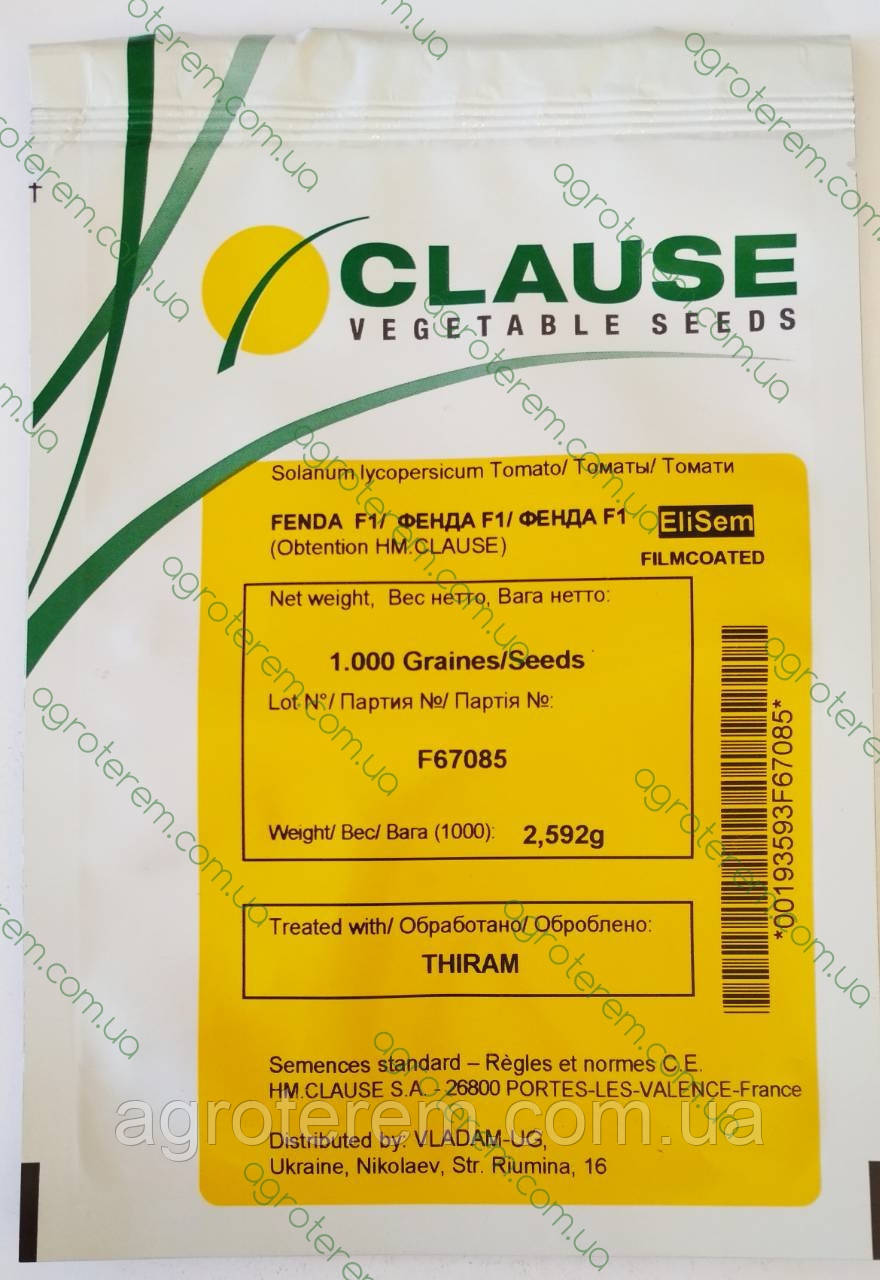 CLAUSE
VEGETABLE SEEDS
Solanum lycopersicum Tomato/ Томаты/ Томати
FENDA F1/ ФЕНДА F1/ ФЕНДА F1 EliSem
(Obtention HM.CLAUSE) FILMCOATED
Net weight, Вес нетто, Вага нетто:
1.000 Graines/Seeds
Lot N°/ Партия №/ Партія №:
F67085
Weight/ Вес/ Вага (1000): 2,592g
*00193593F67085*
Treated with/ Обработано/ Оброблено:
THIRAM
Semences standard – Règles et normes C.E.
HM.CLAUSE S.A. - 26800 PORTES-LES-VALENCE-France
agroterem.com.ua
Distributed by: VLADAM-UG,
Ukraine, Nikolaev, Str. Riumina, 16